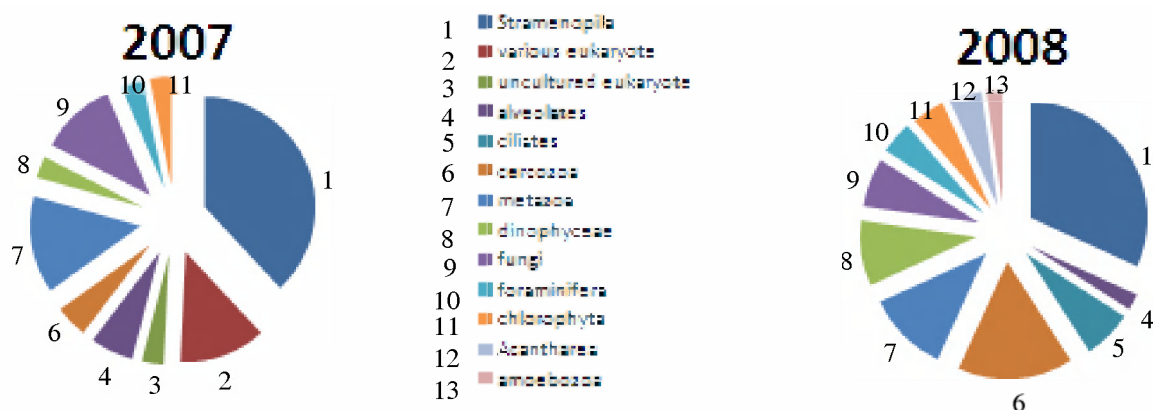 2007
11
10
9
8
1
7
6
4
3
2
1 Stramenopila
2 various eukaryote
3 uncultured eukaryote
4 alveolates
5 ciliates
6 cercozoa
7 metazoa
8 dinophyceae
9 fungi
10 foraminifera
11 chlorophyta
12 Acantharea
13 amoebozoa
2008
13
12
11
10
1
9
8
4
7
5
6